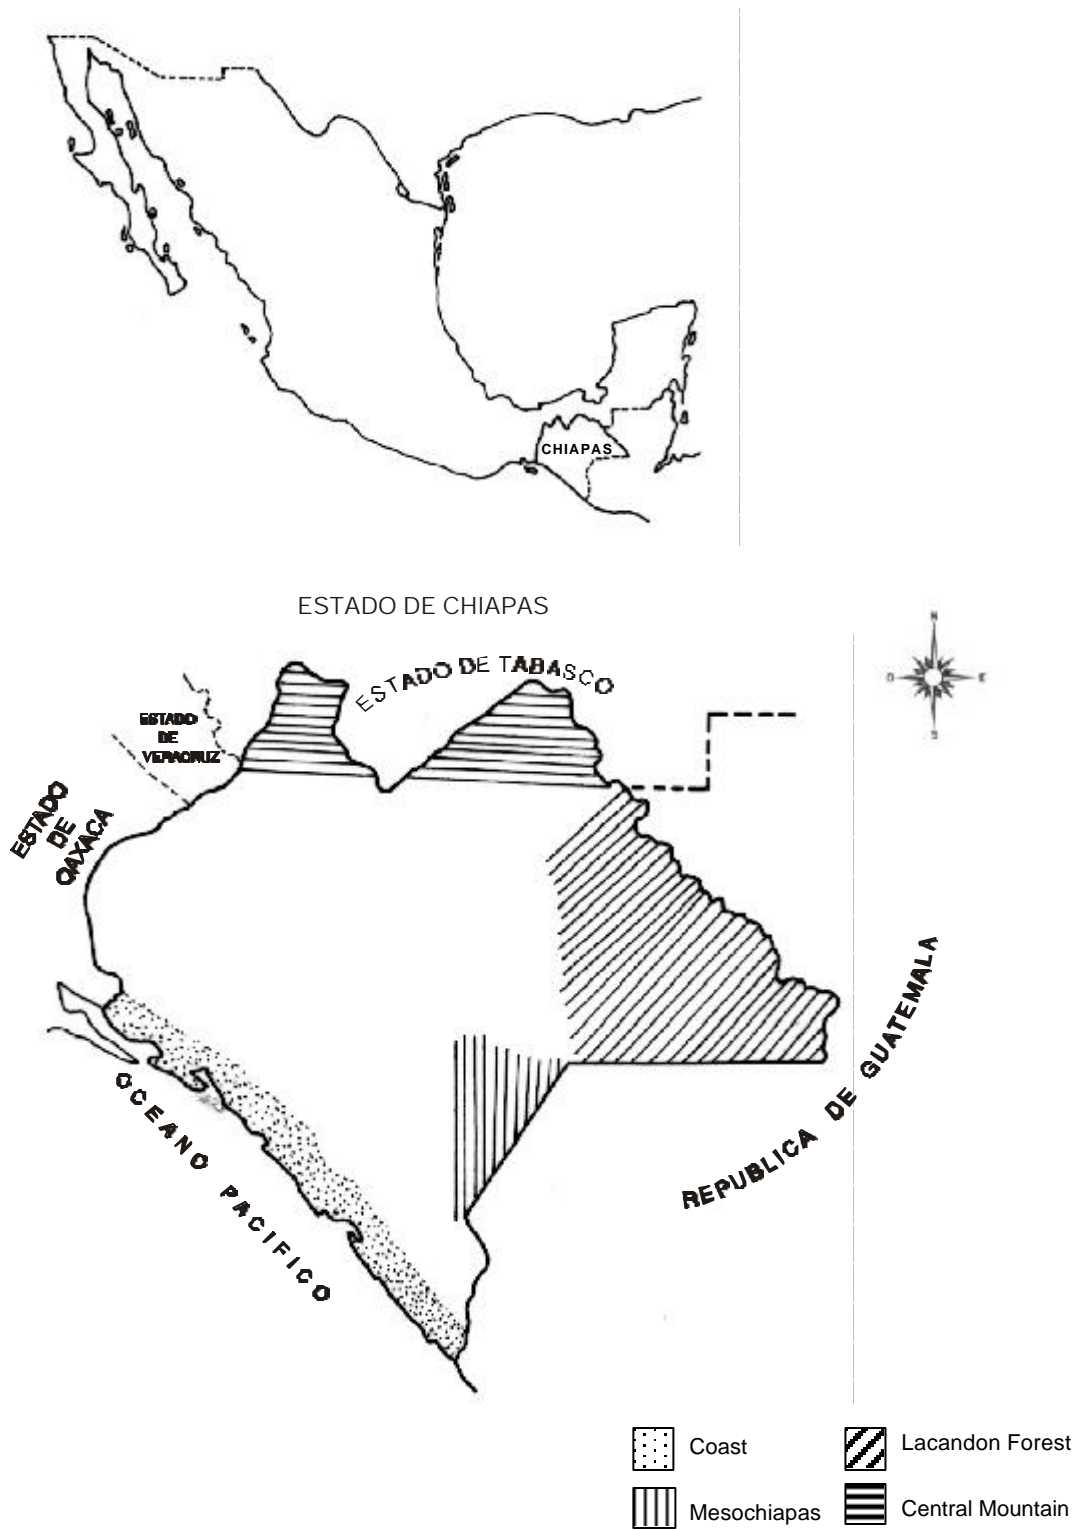 CHIAPAS
ESTADO DE CHIAPAS
ESTADO DE TABASCO
ESTADO
DE
VERACRUZ
ESTADO
DE
OAXACA
N
O
E
S
OCEANO PACIFICO
REPUBLICA DE GUATEMALA
Coast
Lacandon Forest
Mesochiapas
Central Mountain